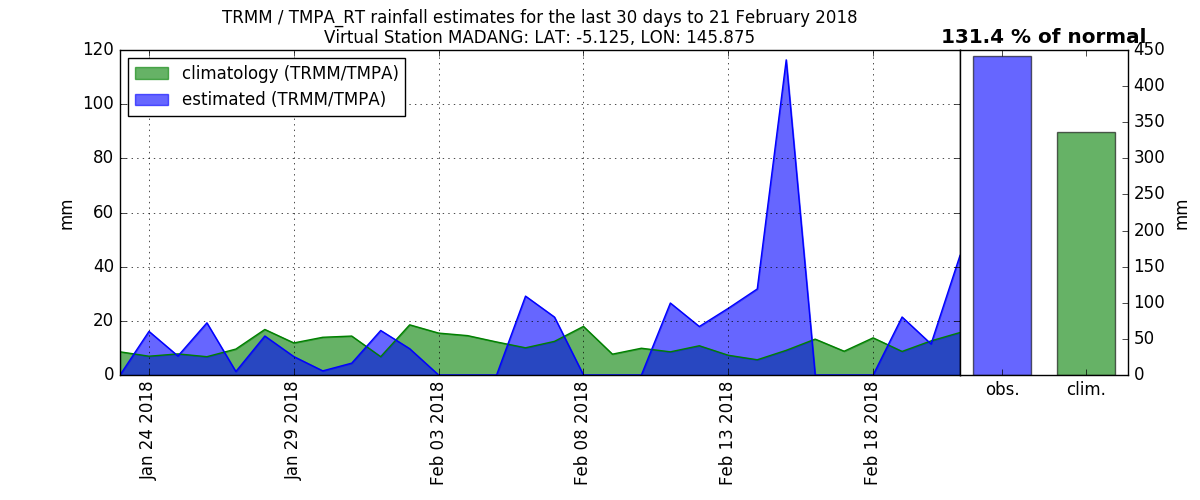 TRMM / TMPA_RT rainfall estimates for the last 30 days to 21 February 2018
Virtual Station MADANG: LAT: -5.125, LON: 145.875
131.4 % of normal
climatology (TRMM/TMPA)
estimated (TRMM/TMPA)
120
100
80
60
40
20
0
mm
Jan 24 2018
Jan 29 2018
Feb 03 2018
Feb 08 2018
Feb 13 2018
Feb 18 2018
obs.
clim.
450
400
350
300
250
200
150
100
50
0
mm